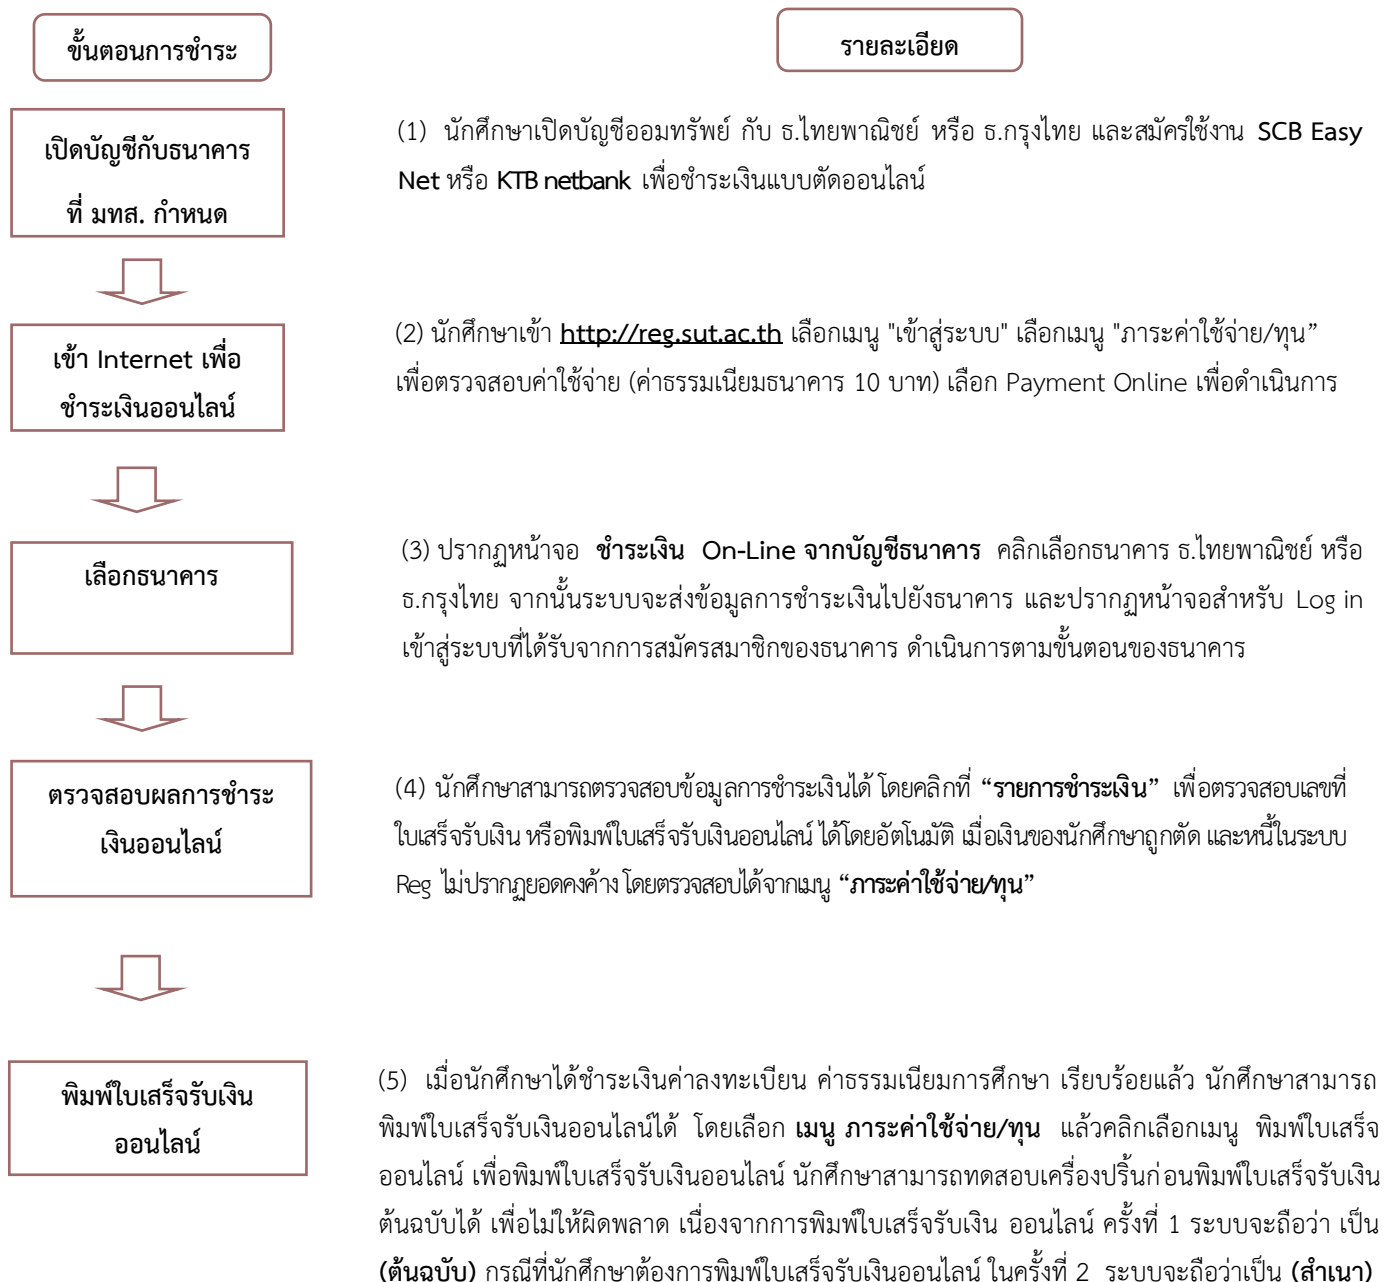 ขั้นตอนการชำระ
รายละเอียด
เปิดบัญชีกับธนาคาร
ที่ มทส. กำหนด
(1) นักศึกษาเปิดบัญชีออมทรัพย์ กับ ธ.ไทยพาณิชย์ หรือ ธ.กรุงไทย และสมัครใช้งาน SCB Easy
Net หรือ KTB netbank เพื่อชำระเงินแบบตัดออนไลน์
เข้า Internet เพื่อ
ชำระเงินออนไลน์
(2) นักศึกษาเข้า http://reg.sut.ac.th เลือกเมนู "เข้าสู่ระบบ" เลือกเมนู "ภาระค่าใช้จ่าย/ทุน”
เพื่อตรวจสอบค่าใช้จ่าย (ค่าธรรมเนียมธนาคาร 10 บาท) เลือก Payment Online เพื่อดำเนินการ
เลือกธนาคาร
(3) ปรากฏหน้าจอ ชำระเงิน On-Line จากบัญชีธนาคาร คลิกเลือกธนาคาร ธ.ไทยพาณิชย์ หรือ
ธ.กรุงไทย จากนั้นระบบจะส่งข้อมูลการชำระเงินไปยังธนาคาร และปรากฏหน้าจอสำหรับ Log in
เข้าสู่ระบบที่ได้รับจากการสมัครสมาชิกของธนาคาร ดำเนินการตามขั้นตอนของธนาคาร
ตรวจสอบผลการชำระ
เงินออนไลน์
(4) นักศึกษาสามารถตรวจสอบข้อมูลการชำระเงินได้ โดยคลิกที่ “รายการชำระเงิน” เพื่อตรวจสอบเลขที่
ใบเสร็จรับเงิน หรือพิมพ์ใบเสร็จรับเงินออนไลน์ ได้โดยอัตโนมัติ เมื่อเงินของนักศึกษาถูกตัด และหนี้ในระบบ
Reg ไม่ปรากฏยอดคงค้าง โดยตรวจสอบได้จากเมนู “ภาระค่าใช้จ่าย/ทุน”
พิมพ์ใบเสร็จรับเงิน
ออนไลน์
(5) เมื่อนักศึกษาได้ชำระเงินค่าลงทะเบียน ค่าธรรมเนียมการศึกษา เรียบร้อยแล้ว นักศึกษาสามารถ
พิมพ์ใบเสร็จรับเงินออนไลน์ได้ โดยเลือก เมนู ภาระค่าใช้จ่าย/ทุน แล้วคลิกเลือกเมนู พิมพ์ใบเสร็จ
ออนไลน์ เพื่อพิมพ์ใบเสร็จรับเงินออนไลน์ นักศึกษาสามารถทดสอบเครื่องปริ้นก่อนพิมพ์ใบเสร็จรับเงิน
ต้นฉบับได้ เพื่อไม่ให้ผิดพลาด เนื่องจากการพิมพ์ใบเสร็จรับเงิน ออนไลน์ ครั้งที่ 1 ระบบจะถือว่า เป็น
(ต้นฉบับ) กรณีที่นักศึกษาต้องการพิมพ์ใบเสร็จรับเงินออนไลน์ ในครั้งที่ 2 ระบบจะถือว่าเป็น (สำเนา)